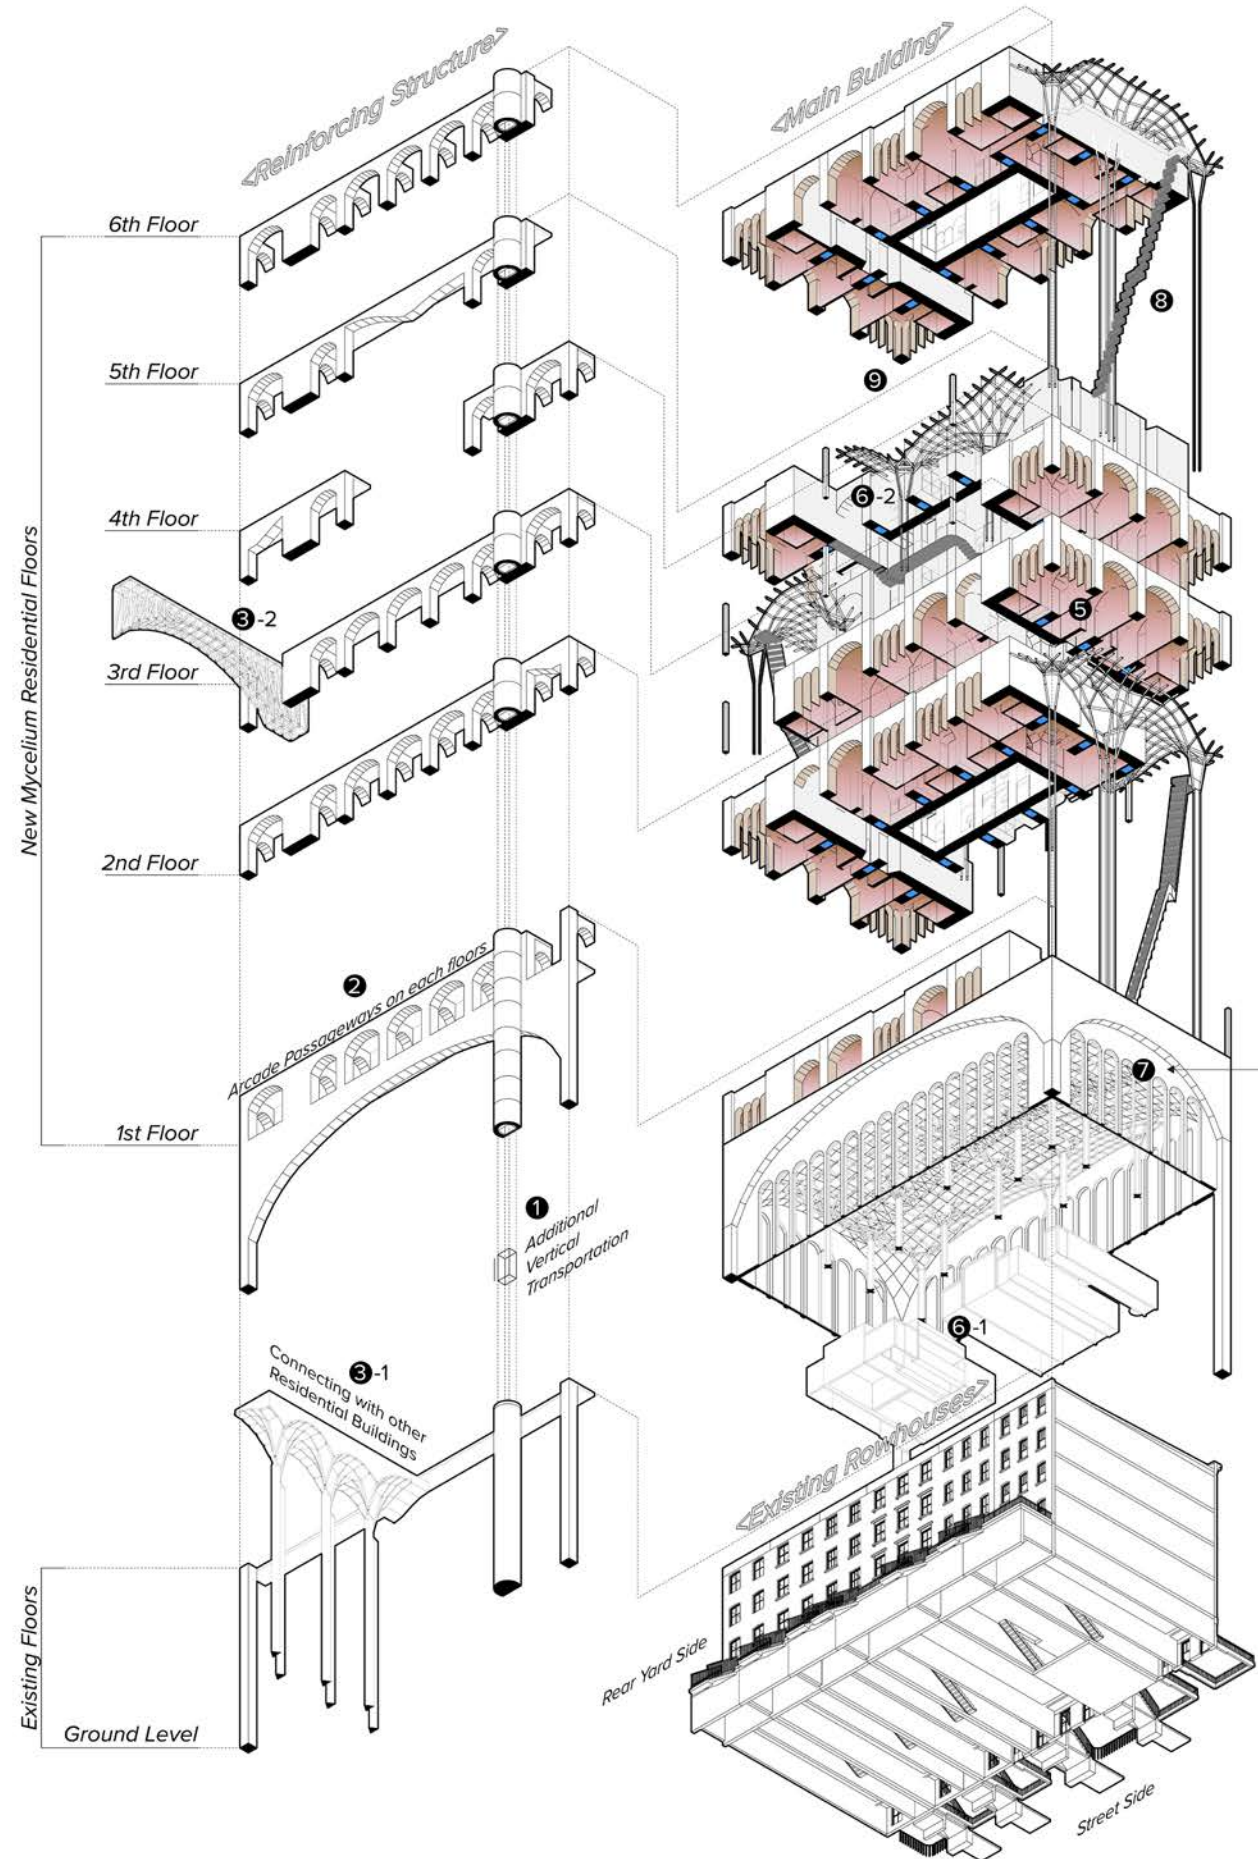 <Reinforcing Structure>
<Main Building>
6th Floor
5th Floor
4th Floor
3rd Floor
2nd Floor
1st Floor
New Mycelium Residential Floors
8
9
6-2
3-2
5
2
Arcade Passageways on each floors
7
1
Additional
Vertical
Transportation
6-1
3-1
Connecting with other
Residential Buildings
<Existing Rowhouses>
Existing Floors
Ground Level
Rear Yard Side
Street Side